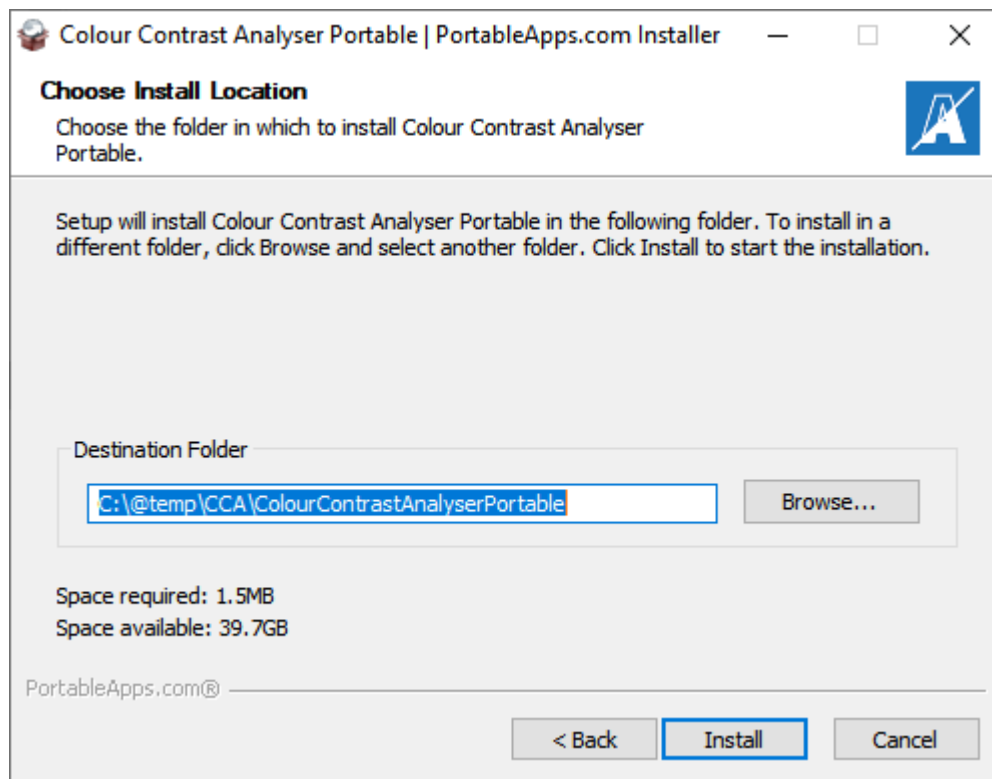 Colour Contrast Analyser Portable | PortableApps.com Installer
Choose Install Location
Choose the folder in which to install Colour Contrast Analyser
Portable.
Setup will install Colour Contrast Analyser Portable in the following folder. To install in a
different folder, click Browse and select another folder. Click Install to start the installation.
Destination Folder
C:\@temp\CCA\ColourContrastAnalyserPortable
Browse...
Space required: 1.5MB
Space available: 39.7GB
PortableApps.com®
< Back
Install
Cancel